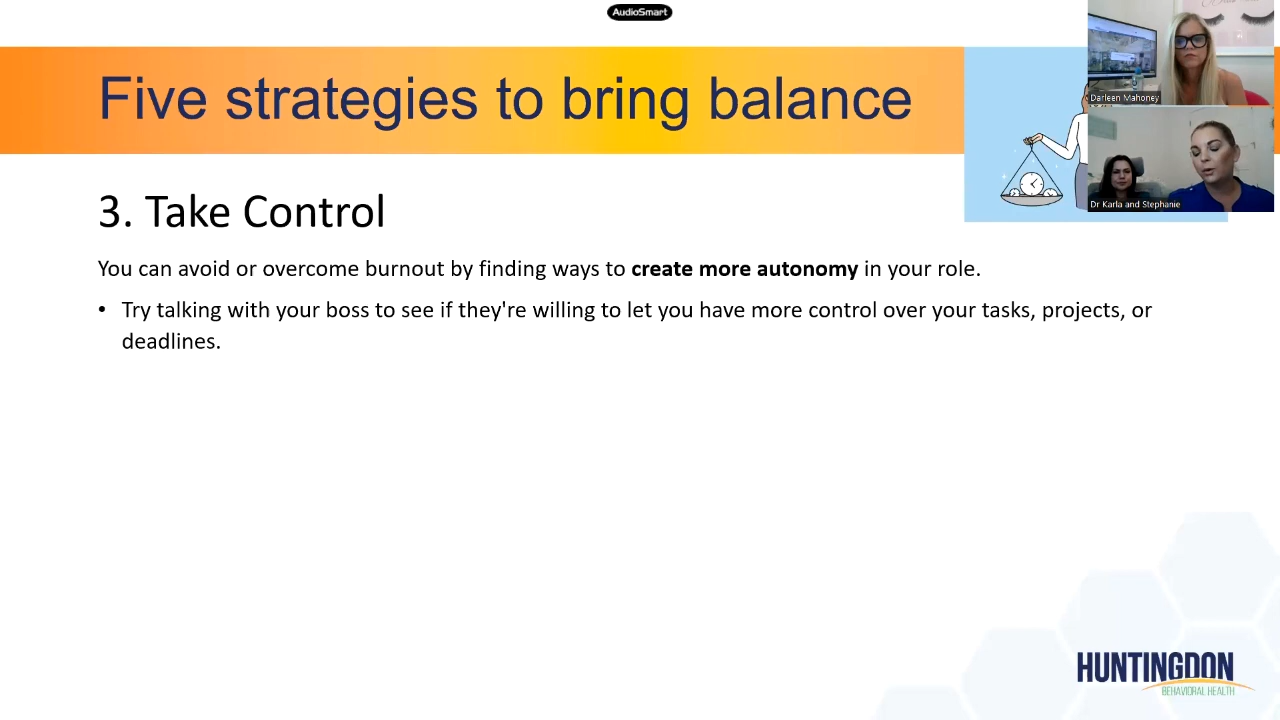 AudioSmart
Five strategies to bring balance
Darleen Mahoney
3. Take Control
Dr Karla and Stephanie
You can avoid or overcome burnout by finding ways to create more autonomy in your role.
• Try talking with your boss to see if they're willing to let you have more control over your tasks, projects, or
deadlines.
HUNTINGDON
BEHAVIORAL HEALTH